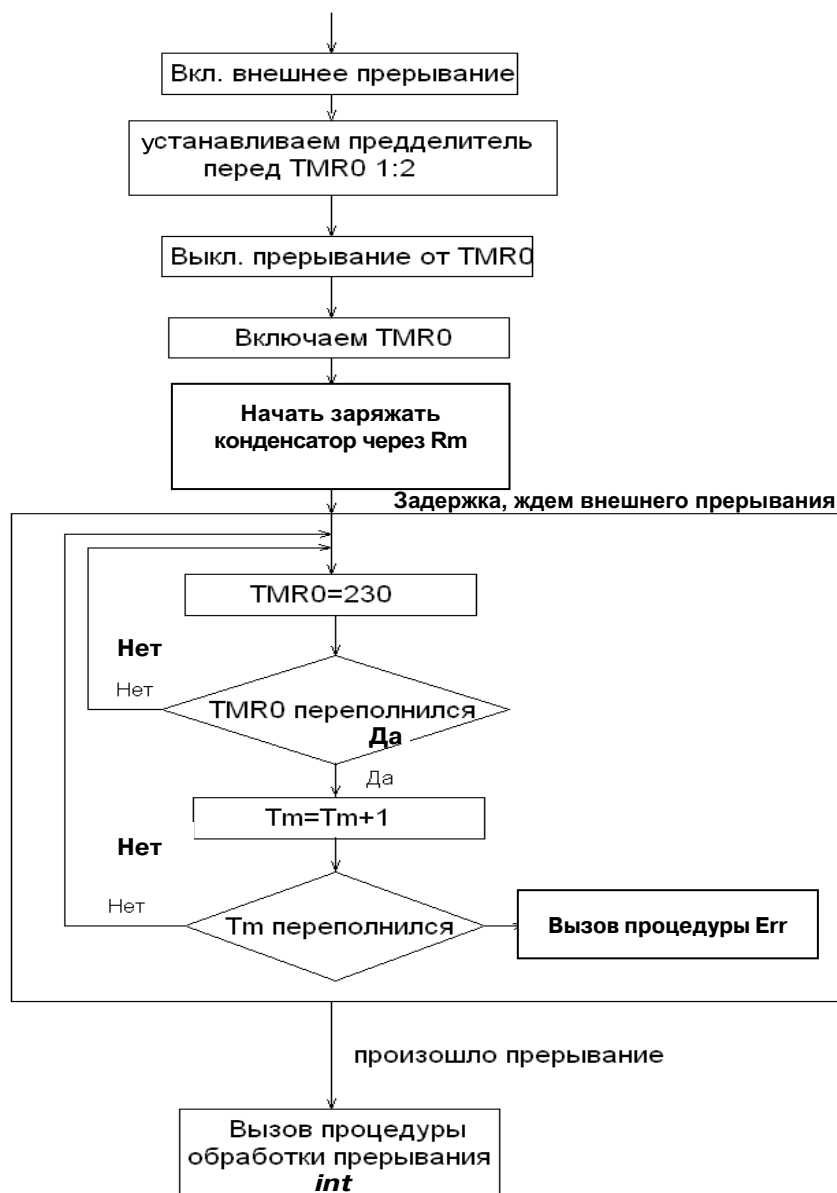 Вкл. внешнее прерывание
устанавливаем предделитель
перед TMR0 1:2
Выкл. прерывание от TMR0
Включаем TMR0
Начать заряжать
конденсатор через Rm
Задержка, ждем внешнего прерывания
TMR0=230
Нет
Нет
TMR0 переполнился
Да
Да
Tm=Tm+1
Нет
Нет
Tm переполнился
Вызов процедуры Err
произошло прерывание
Вызов процедуры
обработки прерывания
int